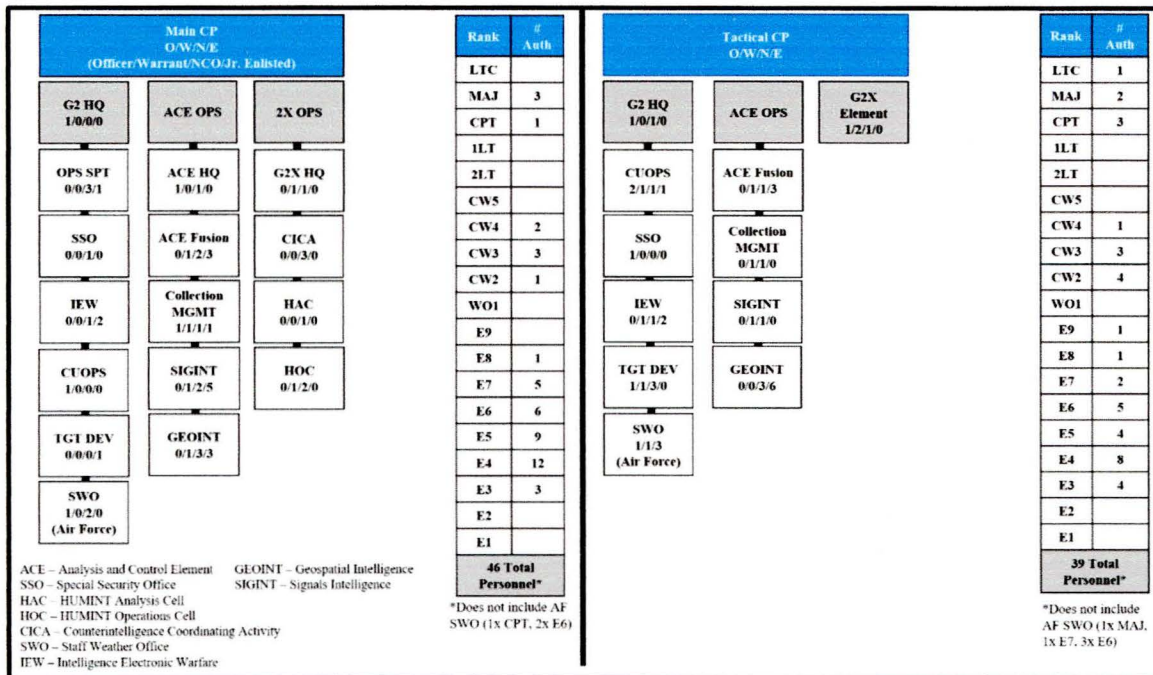 Main CP
O/W/N/E
(Officer/Warrant/NCO/Jr. Enlisted)
G2 HQ
1/0/0/0
OPS SPT
0/0/3/1
SSO
0/0/1/0
IEW
0/0/1/2
CUOPS
1/0/0/0
TGT DEV
0/0/0/1
SWO
1/0/2/0
(Air Force)
ACE OPS
ACE HQ
1/0/1/0
ACE Fusion
0/1/2/3
Collection
MGMT
1/1/1/1
SIGINT
0/1/2/5
GEOINT
0/1/3/3
2X OPS
G2X HQ
0/1/1/0
CICA
0/0/3/0
HAC
0/0/1/0
HOC
0/1/2/0
ACE – Analysis and Control Element
SSO – Special Security Office
HAC – HUMINT Analysis Cell
HOC – HUMINT Operations Cell
CICA – Counterintelligence Coordinating Activity
SWO – Staff Weather Office
IEW – Intelligence Electronic Warfare
GEOINT – Geospatial Intelligence
SIGINT – Signals Intelligence
Rank # Auth
LTC
MAJ 3
CPT 1
1LT
2LT
CW5
CW4 2
CW3 3
CW2 1
WO1
E9
E8 1
E7 5
E6 6
E5 9
E4 12
E3 3
E2
E1
46 Total
Personnel*
*Does not include AF
SWO (1x CPT, 2x E6)
Tactical CP
O/W/N/E
G2 HQ
1/0/1/0
CUOPS
2/1/1/1
SSO
1/0/0/0
IEW
0/1/1/2
TGT DEV
1/1/3/0
SWO
1/1/3
(Air Force)
ACE OPS
ACE Fusion
0/1/1/3
Collection
MGMT
0/1/1/0
SIGINT
0/1/1/0
GEOINT
0/0/3/6
G2X
Element
1/2/1/0
Rank # Auth
LTC 1
MAJ 2
CPT 3
1LT
2LT
CW5
CW4 1
CW3 3
CW2 4
WO1
E9 1
E8 1
E7 2
E6 5
E5 4
E4 8
E3 4
E2
E1
39 Total
Personnel*
*Does not include
AF SWO (1x MAJ,
1x E7, 3x E6)